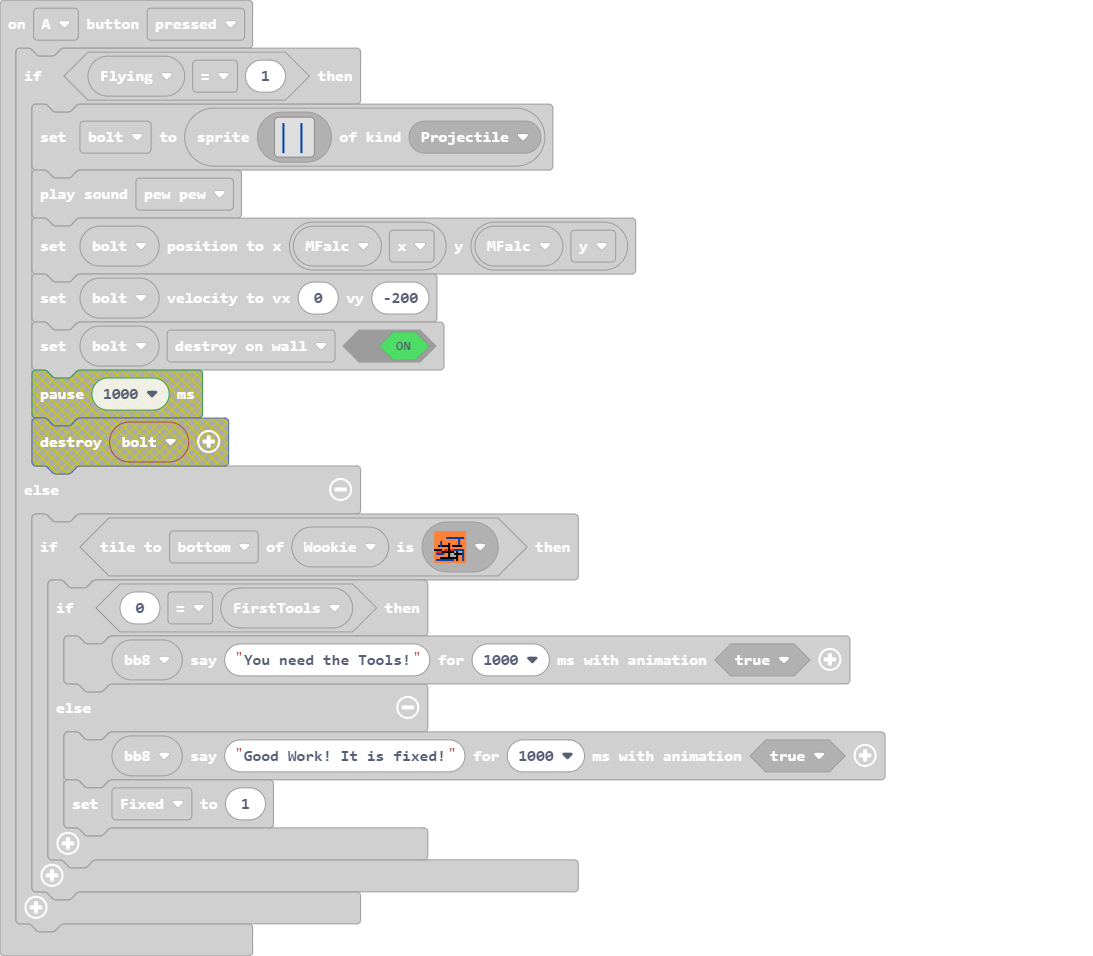 on A button pressed
if Flying = 1 then
set bolt to sprite of kind Projectile
play sound pew pew
set bolt position to x MFalc x y MFalc y
set bolt velocity to vx 0 vy -200
set bolt destroy on wall ON
pause 1000 ms
destroy bolt
else
if tile to bottom of Wookie is then
if 0 = FirstTools then
bb8 say "You need the Tools!" for 1000 ms with animation true
else
bb8 say "Good Work! It is fixed!" for 1000 ms with animation true
set Fixed to 1